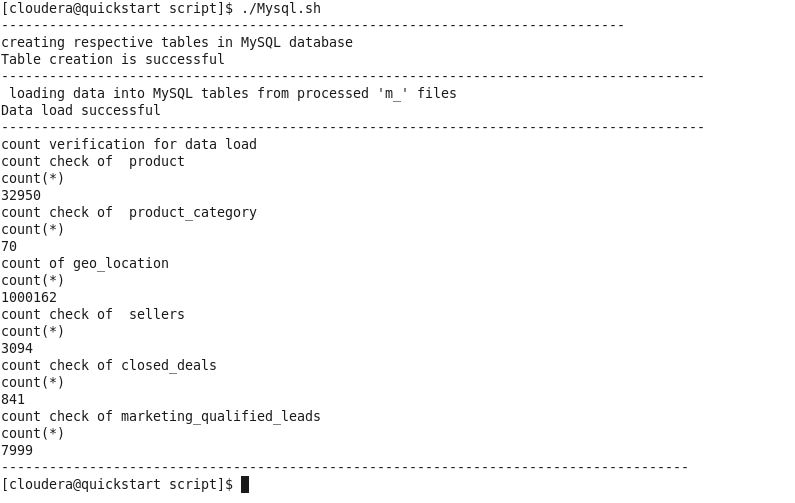 [cloudera@quickstart script]$ ./Mysql.sh
------------------------------------------------------------------------------
creating respective tables in MySQL database
Table creation is successful
----------------------------------------------------------------------------------------
 loading data into MySQL tables from processed 'm_' files
Data load successful
----------------------------------------------------------------------------------------
count verification for data load
count check of  product
count(*)
32950
count check of  product_category
count(*)
70
count of geo_location
count(*)
1000162
count check of  sellers
count(*)
3094
count check of closed_deals
count(*)
841
count check of marketing_qualified_leads
count(*)
7999
--------------------------------------------------------------------------------------
[cloudera@quickstart script]$